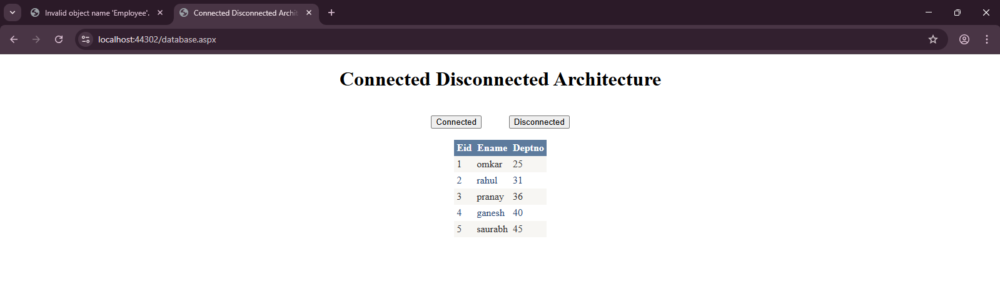 Invalid object name 'Employee'.
Connected Disconnected Archit
localhost:44302/database.aspx
Connected Disconnected Architecture
Connected Disconnected
Eid Ename Deptno
1 omkar 25
2 rahul 31
3 pranay 36
4 ganesh 40
5 saurabh 45